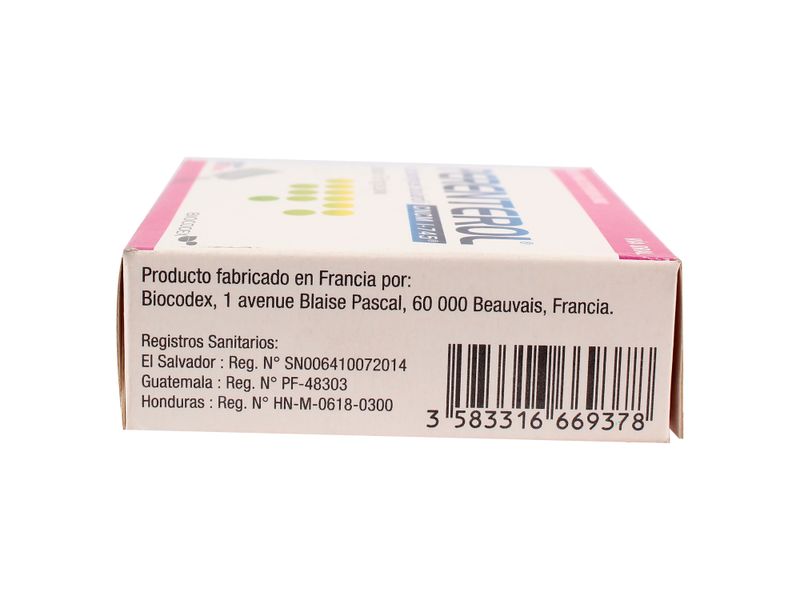 BIOCODEX
Producto fabricado en Francia por:
Biocodex, 1 avenue Blaise Pascal, 60 000 Beauvais, Francia.
Registros Sanitarios:
El Salvador : Reg. N° SN006410072014
Guatemala : Reg. N° PF-48303
Honduras : Reg. N° HN-M-0618-0300
3 583316 669378